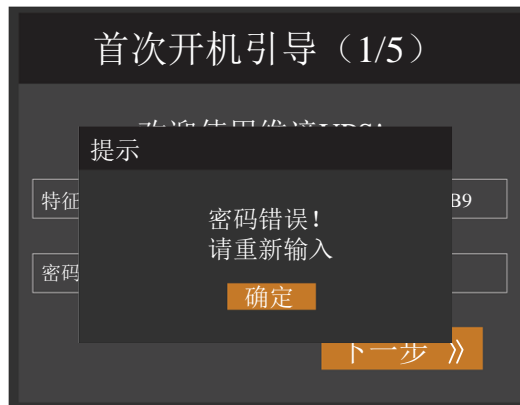 首次开机引导（1/5）
提示
特征
B9
密码错误！
请重新输入
密码
确定
下一步 》